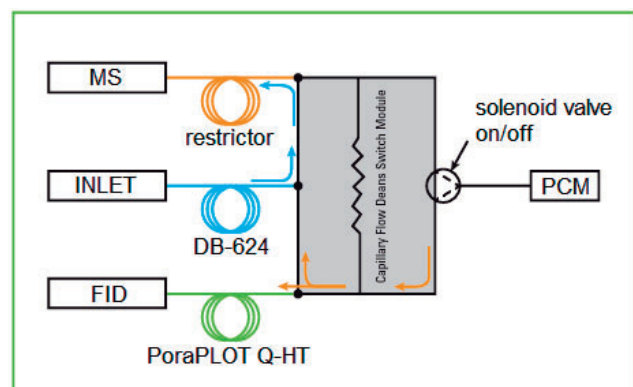 MS
restrictor
INLET
DB-624
FID
PoraPLOT Q-HT
Capillary Flow Deans Switch Module
solenoid valve
on/off
PCM